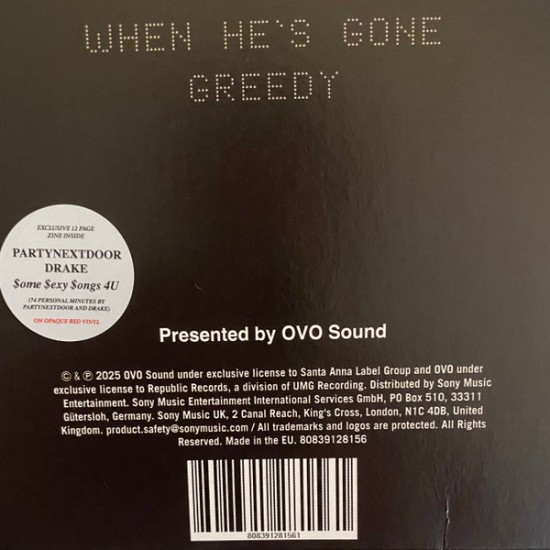 WHEN HE'S GONE
GREEDY
EXCLUSIVE 12 PAGE
ZINE INSIDE
PARTYNEXTDOOR
DRAKE
$ome $exy $ongs 4U
(74 PERSONAL MINUTES BY
PARTYNEXTDOOR AND DRAKE)
ON OPAQUE RED VINYL
Presented by OVO Sound
© & ℗ 2025 OVO Sound under exclusive license to Santa Anna Label Group and OVO under
exclusive license to Republic Records, a division of UMG Recording. Distributed by Sony Music
Entertainment. Sony Music Entertainment International Services GmbH, PO Box 510, 33311
Gütersloh, Germany. Sony Music UK, 2 Canal Reach, King's Cross, London, N1C 4DB, United
Kingdom. product.safety@sonymusic.com / All trademarks and logos are protected. All Rights
Reserved. Made in the EU. 80839128156
808391281561